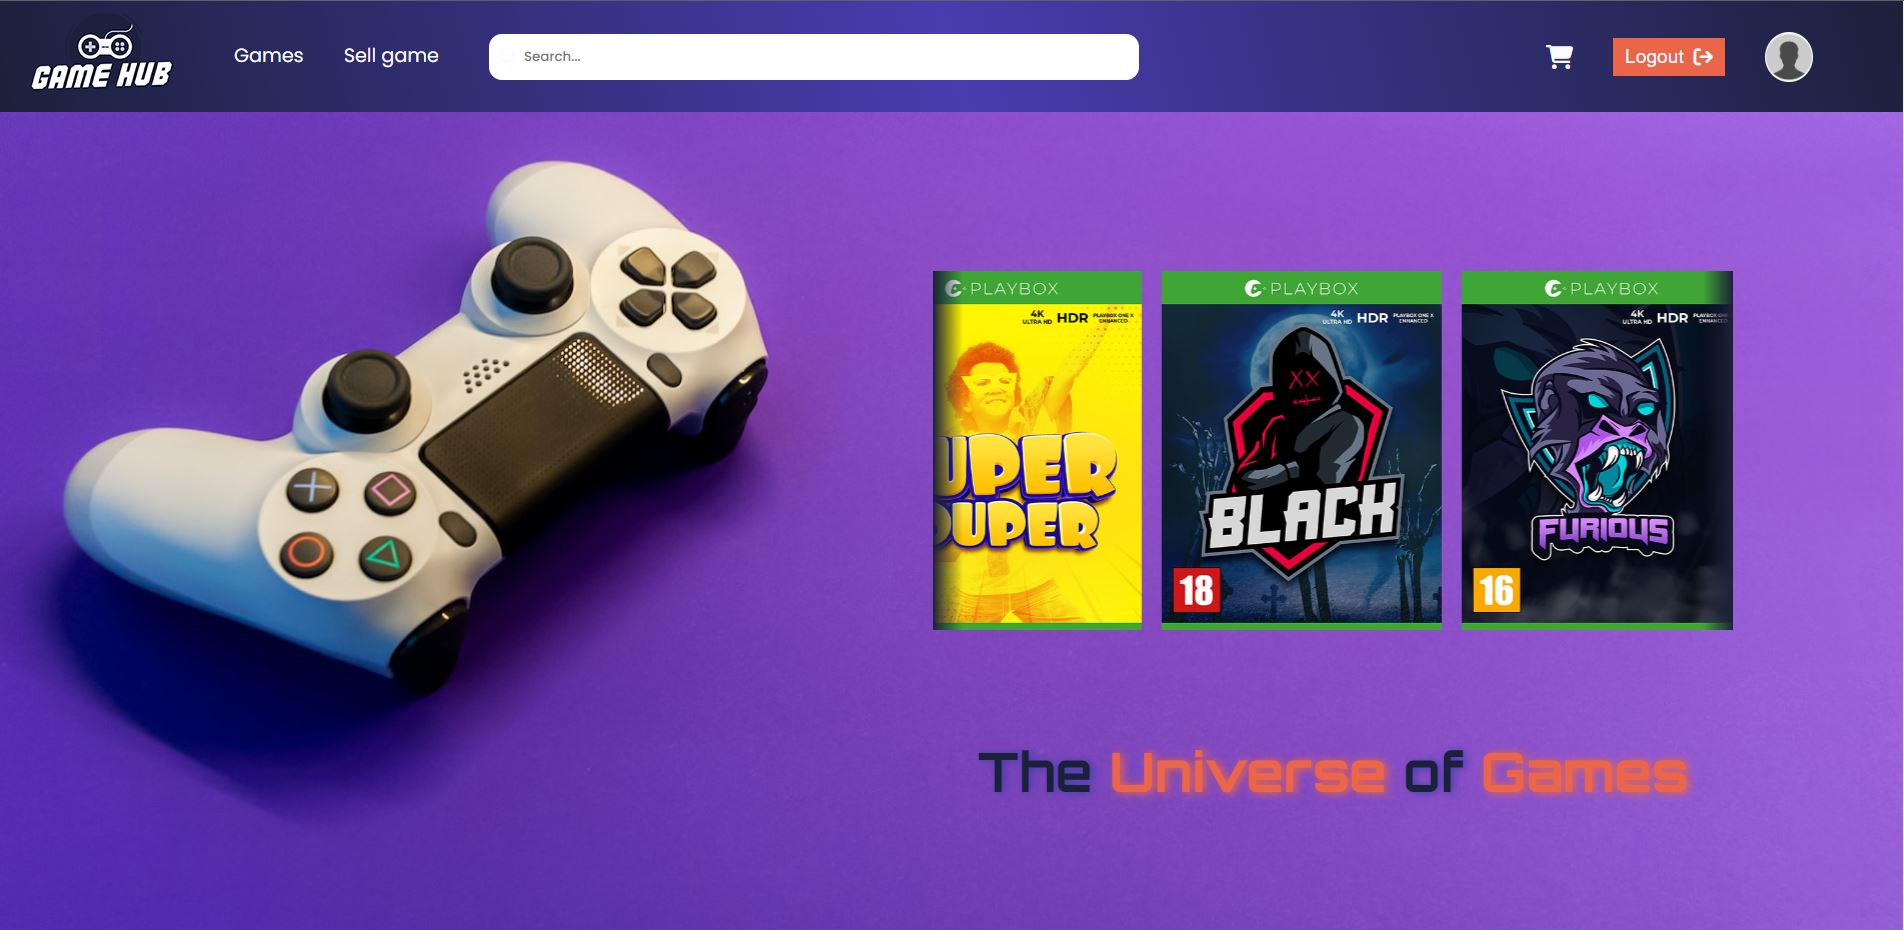 GAME HUB
Games
Sell game
Search...
Logout
PLAYBOX
4K
ULTRA HD
HDR
PLAYBOX ONE X
ENHANCED
UPER
DUPER
PLAYBOX
4K
ULTRA HD
HDR
PLAYBOX ONE X
ENHANCED
XX
BLACK
18
PLAYBOX
4K
ULTRA HD
HDR
PLAYBOX ONE X
ENHANCED
FURIOUS
16
The Universe of Games